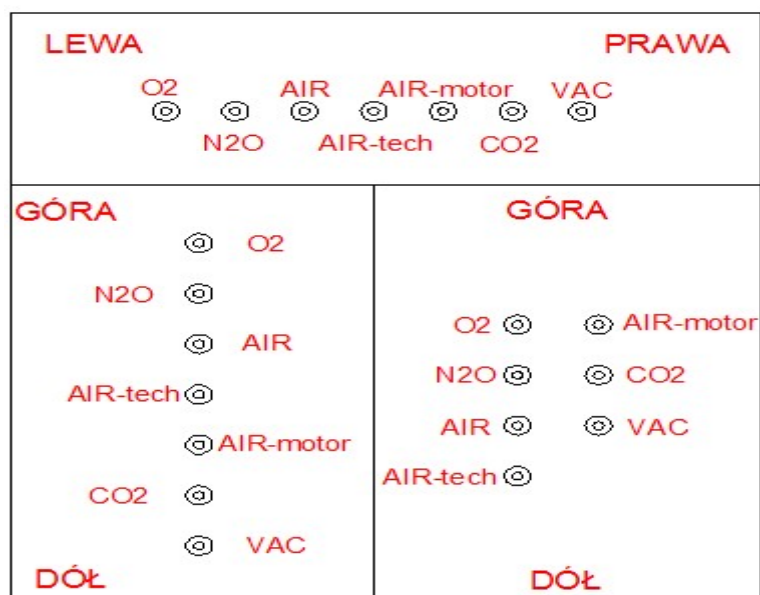 LEWA PRAWA
O2 AIR AIR-motor VAC
N2O AIR-tech CO2
GÓRA
O2
N2O
AIR
AIR-tech
AIR-motor
CO2
VAC
DÓŁ
GÓRA
O2 AIR-motor
N2O CO2
AIR VAC
AIR-tech
DÓŁ